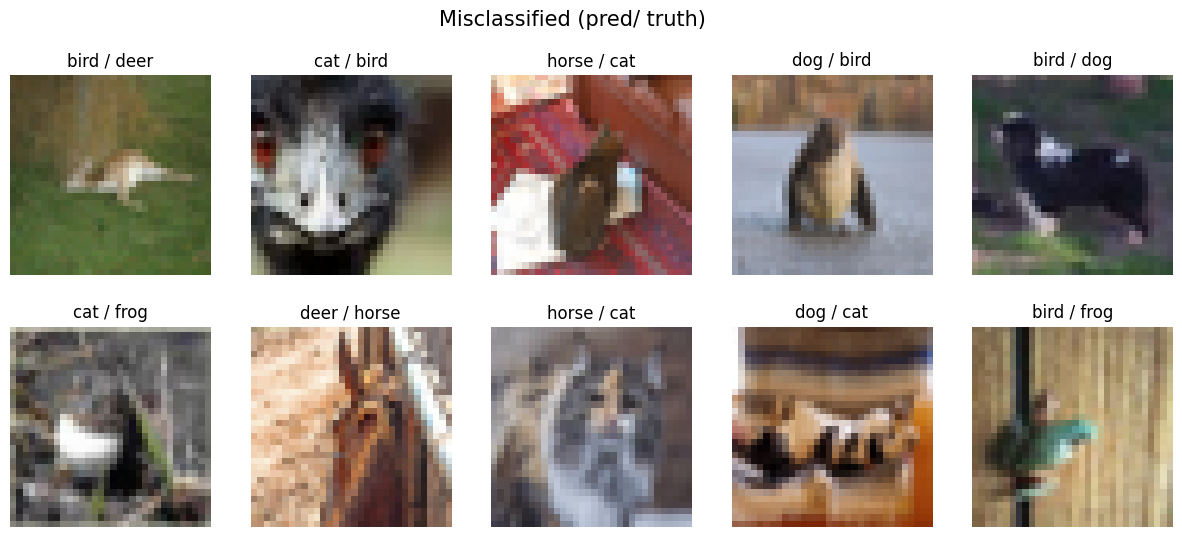 Misclassified (pred/ truth)
bird / deer
cat / bird
horse / cat
dog / bird
bird / dog
cat / frog
deer / horse
horse / cat
dog / cat
bird / frog